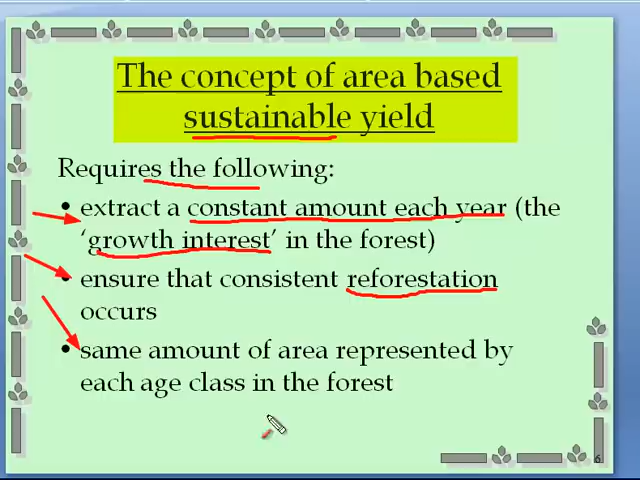 The concept of area based
sustainable yield
Requires the following:
• extract a constant amount each year (the
‘growth interest’ in the forest)
• ensure that consistent reforestation
occurs
• same amount of area represented by
each age class in the forest
6